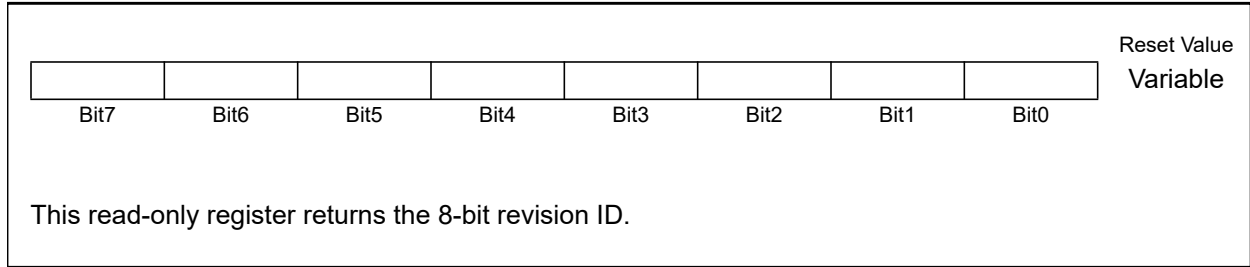 Reset Value
Variable
Bit7 Bit6 Bit5 Bit4 Bit3 Bit2 Bit1 Bit0
This read-only register returns the 8-bit revision ID.